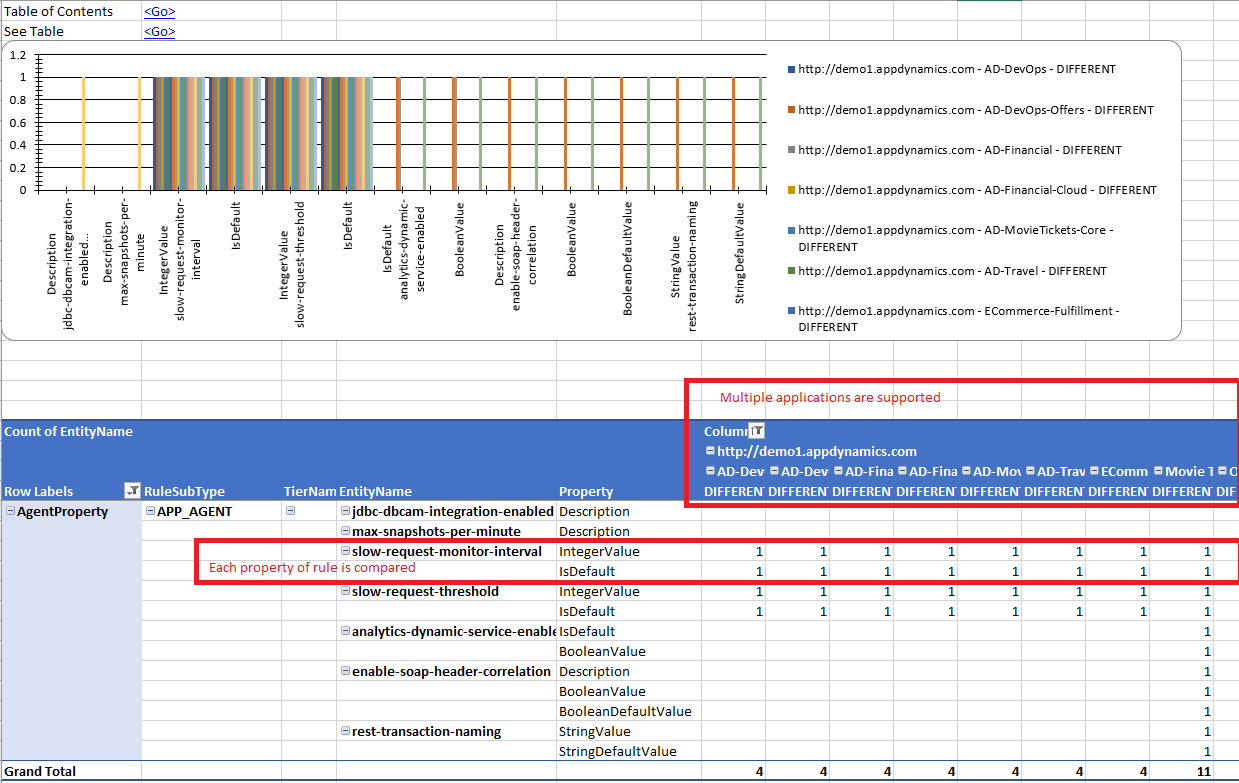 Table of Contents <Go>
See Table <Go>
1.2
1
0.8
0.6
0.4
0.2
0
Description
jdbc-dbcam-integration-enabled...
Description
max-snapshots-per-minute
IntegerValue
slow-request-monitor-interval
IsDefault
IntegerValue
slow-request-threshold
IsDefault
IsDefault
analytics-dynamic-service-enabled
BooleanValue
Description
enable-soap-header-correlation
BooleanValue
BooleanDefaultValue
StringValue
rest-transaction-naming
StringDefaultValue
http://demo1.appdynamics.com - AD-DevOps - DIFFERENT
http://demo1.appdynamics.com - AD-DevOps-Offers - DIFFERENT
http://demo1.appdynamics.com - AD-Financial - DIFFERENT
http://demo1.appdynamics.com - AD-Financial-Cloud - DIFFERENT
http://demo1.appdynamics.com - AD-MovieTickets-Core -
DIFFERENT
http://demo1.appdynamics.com - AD-Travel - DIFFERENT
http://demo1.appdynamics.com - ECommerce-Fulfillment -
DIFFERENT
Multiple applications are supported
Count of EntityName Colum
http://demo1.appdynamics.com
AD-Dev AD-Dev AD-Fina AD-Fina AD-Mov AD-Trav EComm Movie T O
Row Labels RuleSubType TierNam EntityName Property DIFFEREN DIFFEREN DIFFEREN DIFFEREN DIFFEREN DIFFEREN DIFFEREN DIFFEREN DIF
AgentProperty APP_AGENT jdbc-dbcam-integration-enabled Description
max-snapshots-per-minute Description
slow-request-monitor-interval IntegerValue 1 1 1 1 1 1 1 1
Each property of rule is compared IsDefault 1 1 1 1 1 1 1 1
slow-request-threshold IntegerValue 1 1 1 1 1 1 1 1
IsDefault 1 1 1 1 1 1 1 1
analytics-dynamic-service-enable IsDefault 1
BooleanValue 1
enable-soap-header-correlation Description 1
BooleanValue 1
BooleanDefaultValue 1
rest-transaction-naming StringValue 1
StringDefaultValue 1
Grand Total 4 4 4 4 4 4 4 11